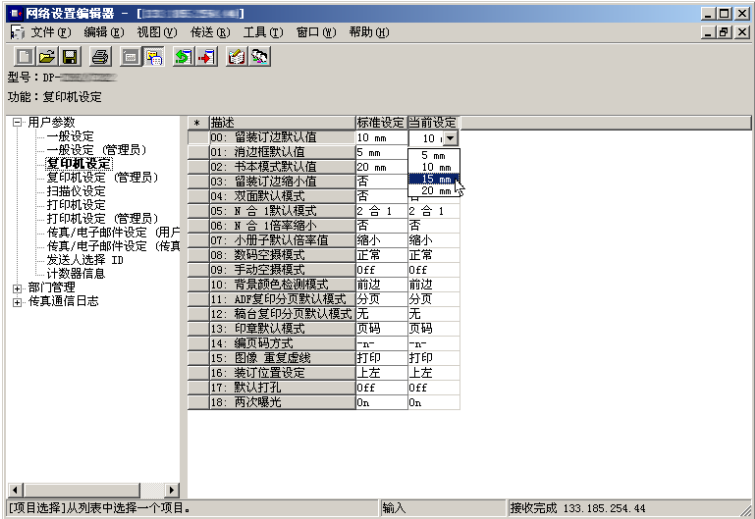 网络设置编辑器 - [
文件(F) 编辑(E) 视图(V) 传送(R) 工具(T) 窗口(W) 帮助(H)
型号：DP-
功能：复印机设定
用户参数
一般设定
一般设定 (管理员)
复印机设定
复印机设定 (管理员)
扫描仪设定
打印机设定
打印机设定 (管理员)
传真/电子邮件设定 (用户
传真/电子邮件设定 (传真
发送人选择 ID
计数器信息
部门管理
传真通信日志
* 描述 标准设定 当前设定
00: 留装订边默认值 10 mm 10
01: 消边框默认值 5 mm
02: 书本模式默认值 20 mm
03: 留装订边缩小值 否
04: 双面默认模式 否 否
05: N 合 1默认模式 2 合 1 2 合 1
06: N 合 1倍率缩小 否 否
07: 小册子默认倍率值 缩小 缩小
08: 数码空摄模式 正常 正常
09: 手动空摄模式 Off Off
10: 背景颜色检测模式 前边 前边
11: ADF复印分页默认模式 分页 分页
12: 稿台复印分页默认模式 无 无
13: 印章默认模式 页码 页码
14: 编页码方式 -n- -n-
15: 图像 重复虚线 打印 打印
16: 装订位置设定 上左 上左
17: 默认打孔 Off Off
18: 两次曝光 On On
5 mm
10 mm
15 mm
20 mm
[项目选择]从列表中选择一个项目。 输入 接收完成 133.185.254.44